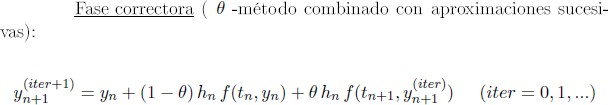 Fase correctora ( θ -método combinado con aproximaciones sucesi-
vas):
y_{n+1}^{(iter+1)} = y_n + (1 − θ) h_n f(t_n, y_n) + θ h_n f(t_{n+1}, y_{n+1}^{(iter)}) (iter = 0, 1, ...)